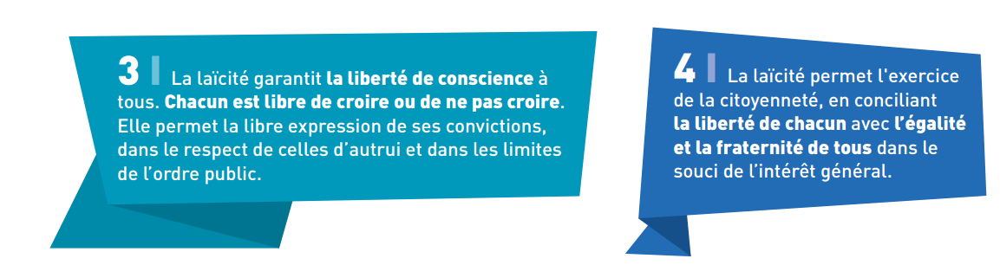 3 | La laïcité garantit la liberté de conscience à
tous. Chacun est libre de croire ou de ne pas croire.
Elle permet la libre expression de ses convictions,
dans le respect de celles d’autrui et dans les limites
de l’ordre public.
4 | La laïcité permet l'exercice
de la citoyenneté, en conciliant
la liberté de chacun avec l’égalité
et la fraternité de tous dans le
souci de l’intérêt général.